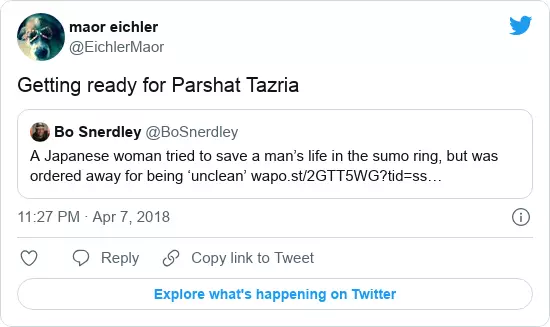 maor eichler
@EichlerMaor
Getting ready for Parshat Tazria
Bo Snerdley @BoSnerdley
A Japanese woman tried to save a man’s life in the sumo ring, but was
ordered away for being ‘unclean’ wapo.st/2GTT5WG?tid=ss…
11:27 PM · Apr 7, 2018
Reply
Copy link to Tweet
Explore what's happening on Twitter